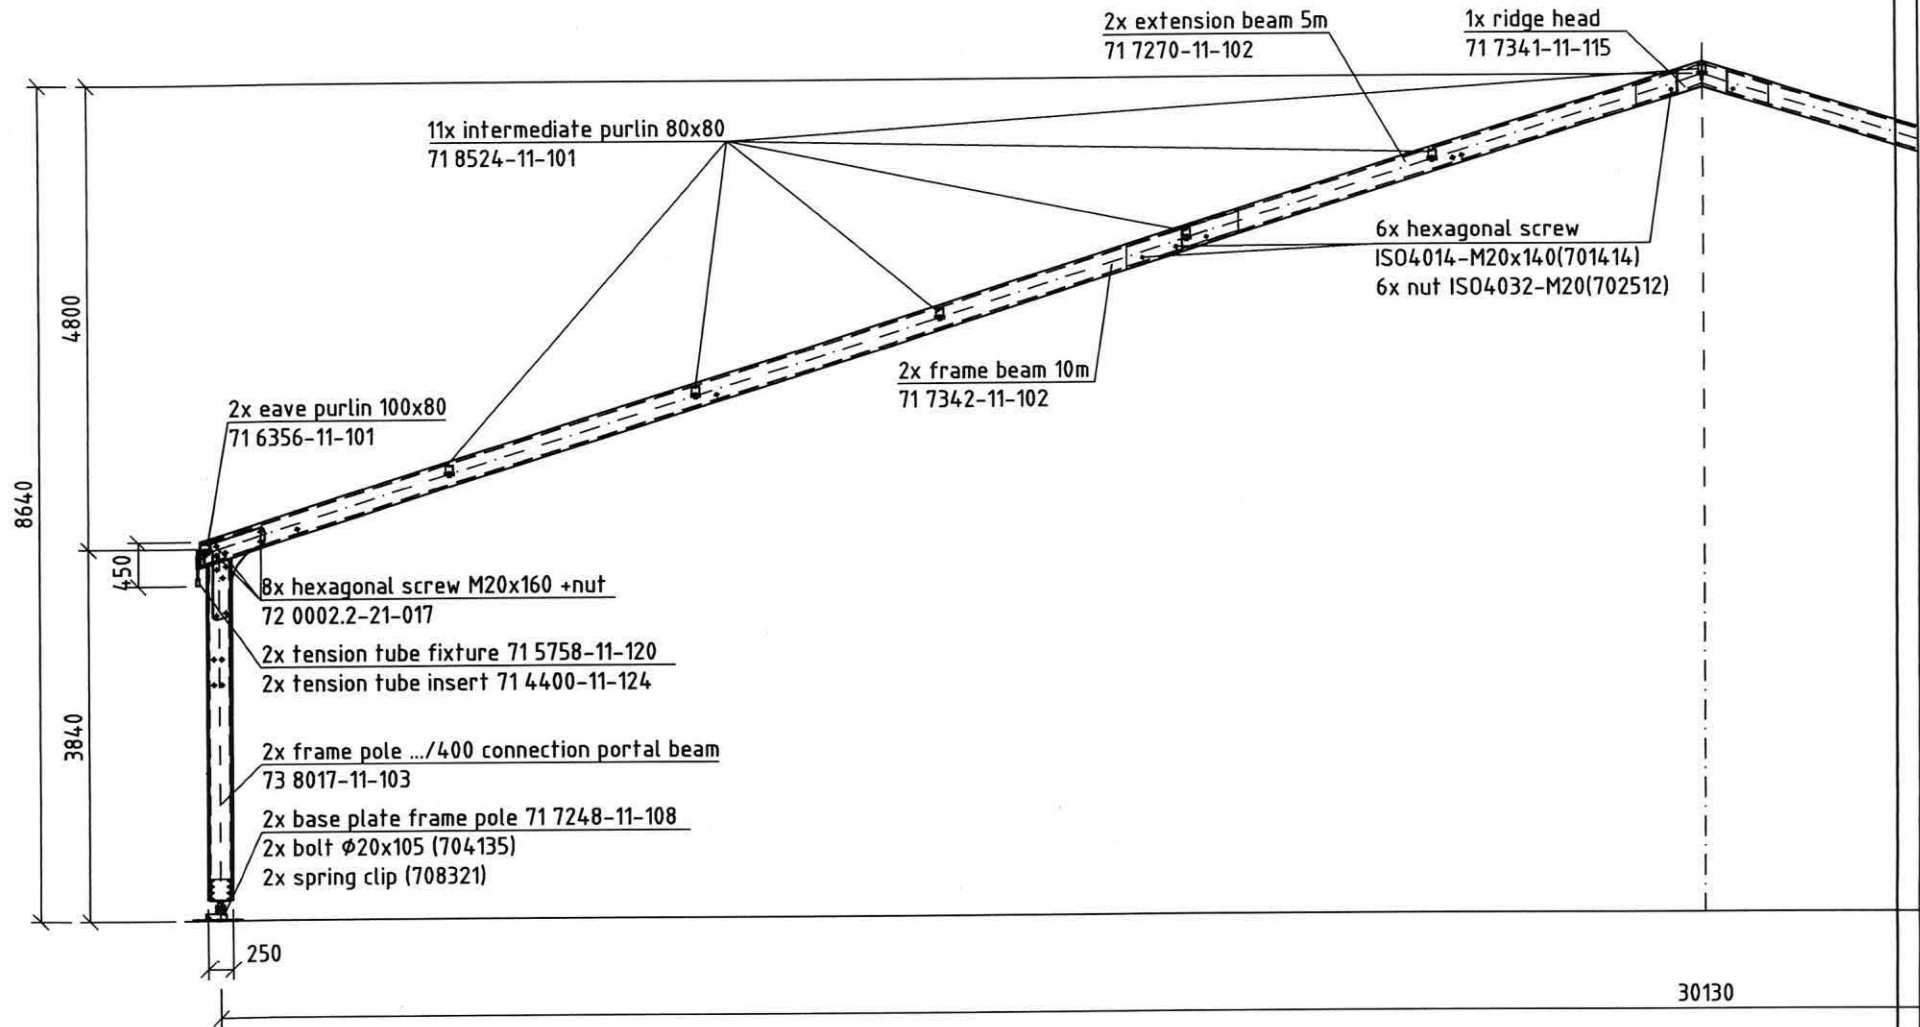 2x extension beam 5m
71 7270-11-102
1x ridge head
71 7341-11-115
11x intermediate purlin 80x80
71 8524-11-101
6x hexagonal screw
ISO4014-M20x140(701414)
6x nut ISO4032-M20(702512)
4800
2x frame beam 10m
71 7342-11-102
2x eave purlin 100x80
71 6356-11-101
8640
450
8x hexagonal screw M20x160 +nut
72 0002.2-21-017
2x tension tube fixture 71 5758-11-120
2x tension tube insert 71 4400-11-124
3840
2x frame pole .../400 connection portal beam
73 8017-11-103
2x base plate frame pole 71 7248-11-108
2x bolt Ø20x105 (704135)
2x spring clip (708321)
250
30130